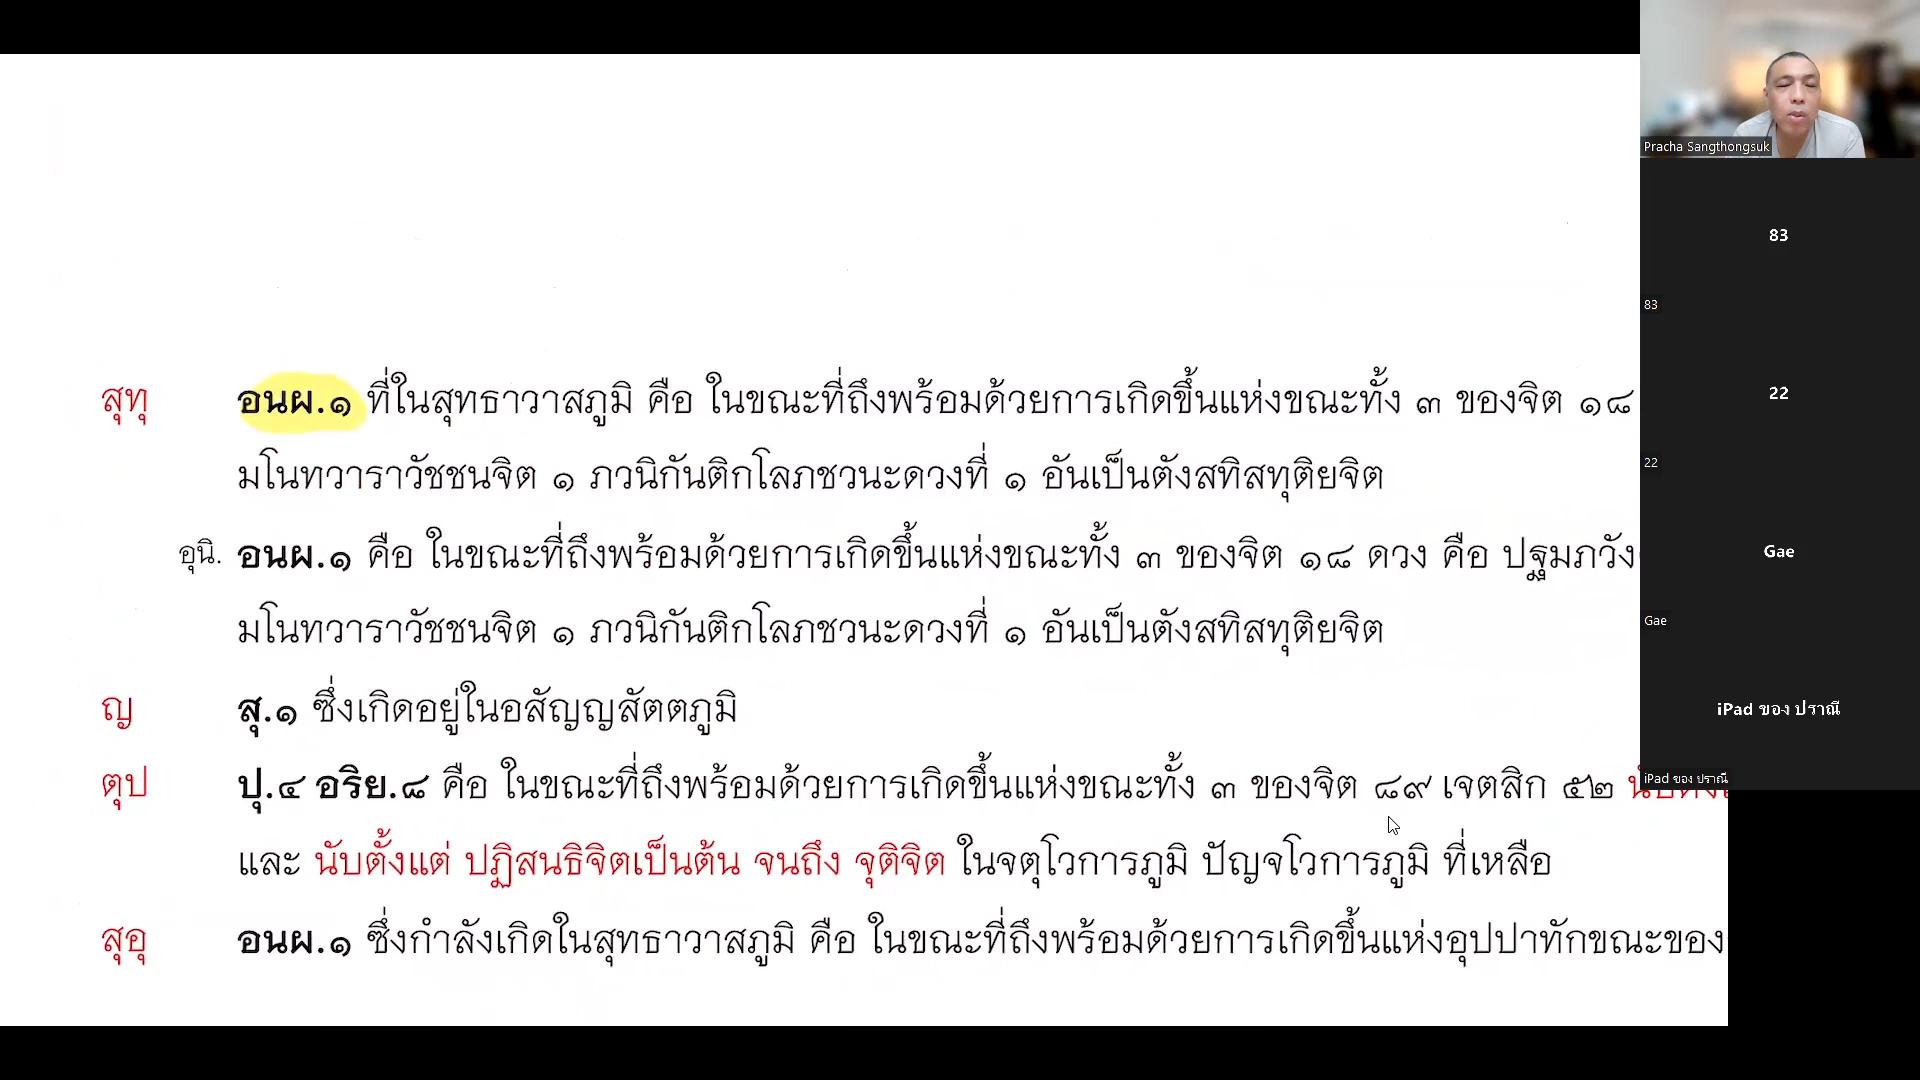 สุทุ อนผ.๑ ที่ในสุทธาวาสภูมิ คือ ในขณะที่ถึงพร้อมด้วยการเกิดขึ้นแห่งขณะทั้ง ๓ ของจิต ๑๘
มโนทวาราวัชชนจิต ๑ ภวนิกันติกโลภชวนะดวงที่ ๑ อันเป็นตังสทิสทุติยจิต
อุนิ. อนผ.๑ คือ ในขณะที่ถึงพร้อมด้วยการเกิดขึ้นแห่งขณะทั้ง ๓ ของจิต ๑๘ ดวง คือ ปฐมภวัง
มโนทวาราวัชชนจิต ๑ ภวนิกันติกโลภชวนะดวงที่ ๑ อันเป็นตังสทิสทุติยจิต
ญ สุ.๑ ซึ่งเกิดอยู่ในอสัญญสัตตภูมิ
ตุป ปุ.๔ อริย.๘ คือ ในขณะที่ถึงพร้อมด้วยการเกิดขึ้นแห่งขณะทั้ง ๓ ของจิต ๘๙ เจตสิก ๕๒
และ นับตั้งแต่ ปฏิสนธิจิตเป็นต้น จนถึง จุติจิต ในจตุโวการภูมิ ปัญจโวการภูมิ ที่เหลือ
สุอุ อนผ.๑ ซึ่งกำลังเกิดในสุทธาวาสภูมิ คือ ในขณะที่ถึงพร้อมด้วยการเกิดขึ้นแห่งอุปปาทักขณะของ
Pracha Sangthongsuk
83
83
22
22
Gae
Gae
iPad ของ ปราณี
iPad ของ ปราณี